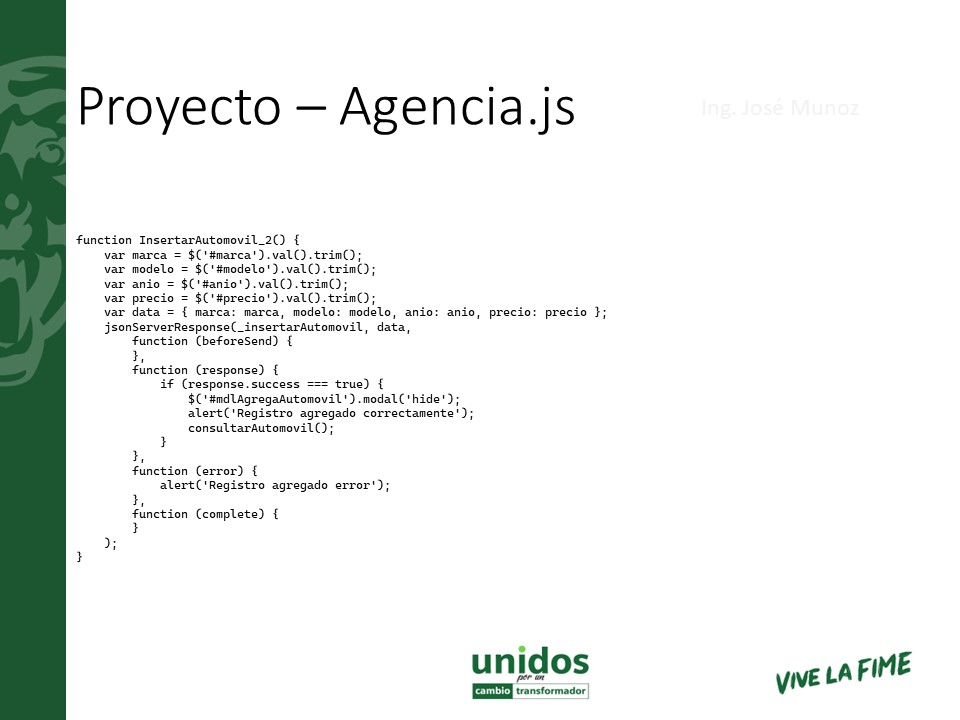 Proyecto – Agencia.js
Ing. José Munoz
function InsertarAutomovil_2() {
    var marca = $('#marca').val().trim();
    var modelo = $('#modelo').val().trim();
    var anio = $('#anio').val().trim();
    var precio = $('#precio').val().trim();
    var data = { marca: marca, modelo: modelo, anio: anio, precio: precio };
    jsonServerResponse(_insertarAutomovil, data,
        function (beforeSend) {
        },
        function (response) {
            if (response.success === true) {
                $('#mdlAgregaAutomovil').modal('hide');
                alert('Registro agregado correctamente');
                consultarAutomovil();
            }
        },
        function (error) {
            alert('Registro agregado error');
        },
        function (complete) {
        }
    );
}
unidos
por un
cambio transformador
VIVE LA FIME